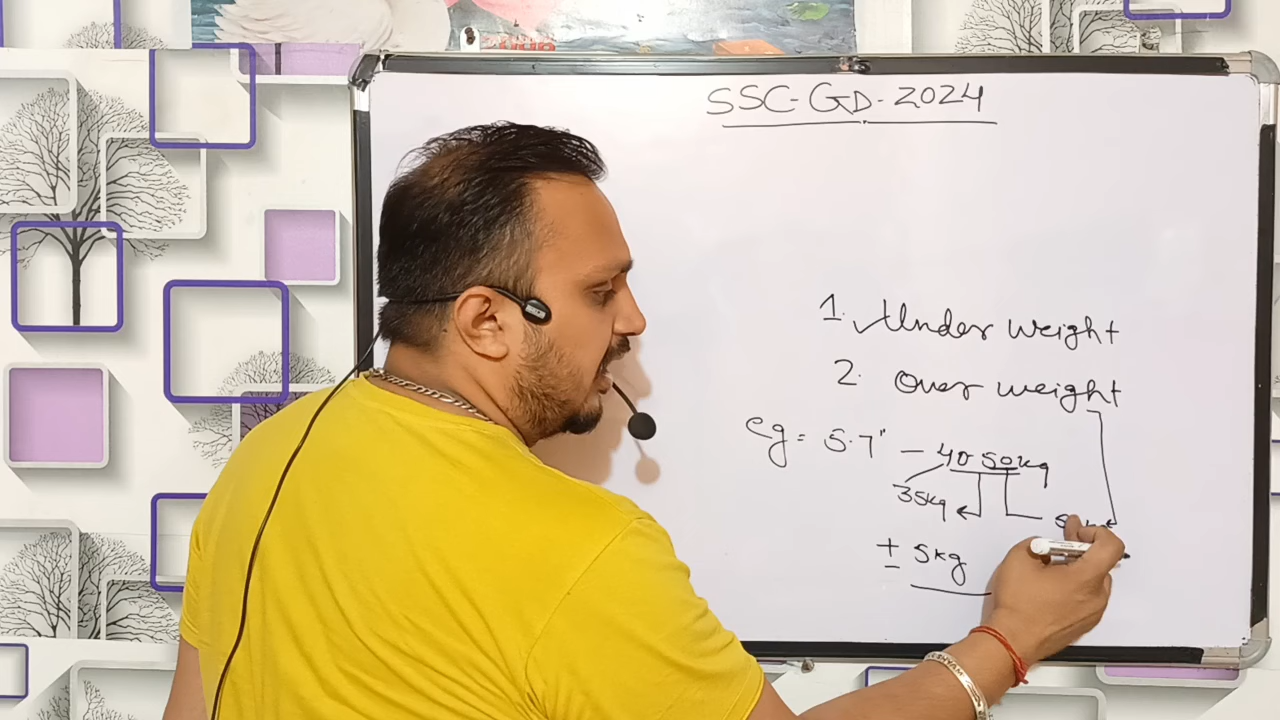 SSC-GD-2024
1. Under weight
2. Over weight
eg = 5.7" - 40 50kg
35kg
± 5kg